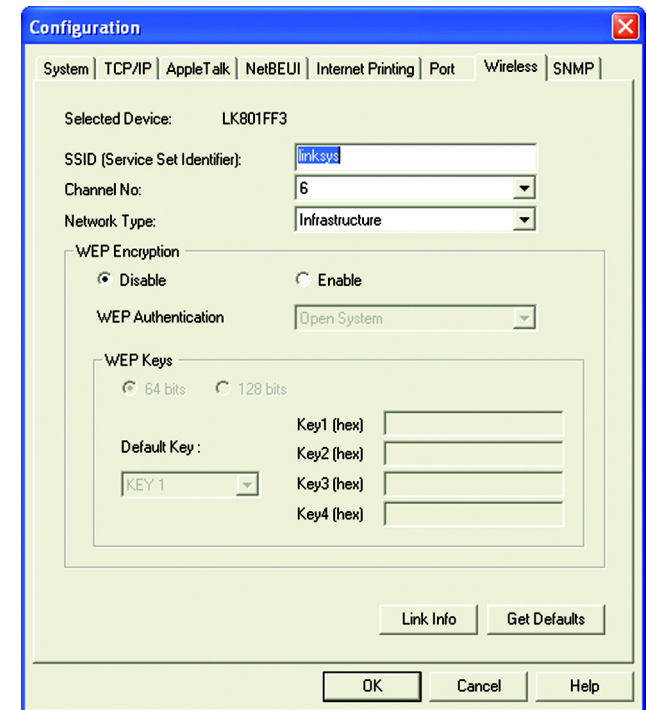 Configuration
System TCP/IP AppleTalk NetBEUI Internet Printing Port Wireless SNMP
Selected Device: LK801FF3
SSID (Service Set Identifier): linksys
Channel No: 6
Network Type: Infrastructure
WEP Encryption
Disable Enable
WEP Authentication Open System
WEP Keys
64 bits 128 bits
Key1 (hex)
Default Key :
Key2 (hex)
KEY 1
Key3 (hex)
Key4 (hex)
Link Info Get Defaults
OK Cancel Help